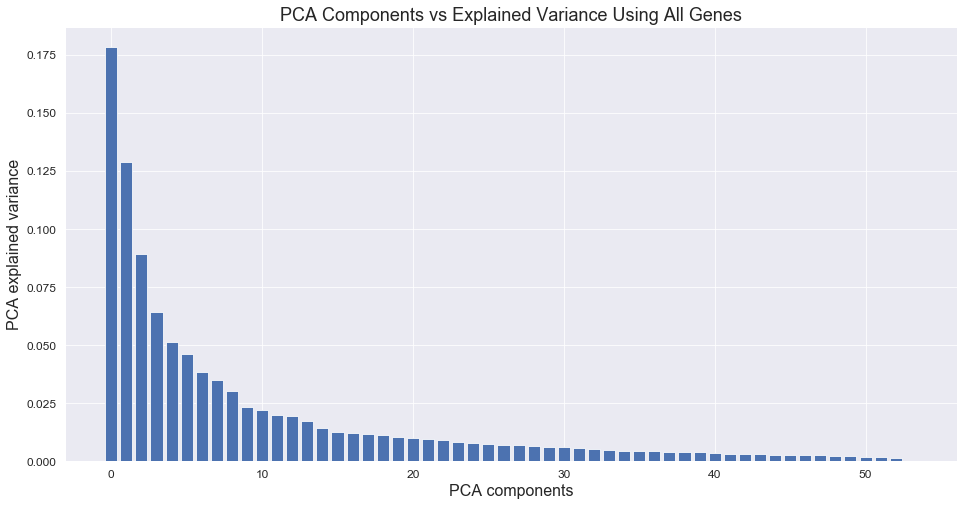 PCA Components vs Explained Variance Using All Genes
PCA explained variance
0.175
0.150
0.125
0.100
0.075
0.050
0.025
0.000
0 10 20 30 40 50
PCA components